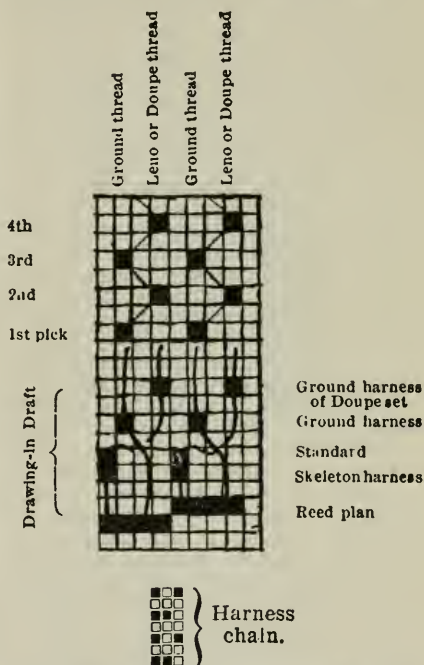 Ground thread
Leno or Doupe thread
Ground thread
Leno or Doupe thread
4th
3rd
2nd
1st pick
Drawing-in Draft
Ground harness
of Doupe set
Ground harness
Standard
Skeleton harness
Reed plan
Harness
chain.